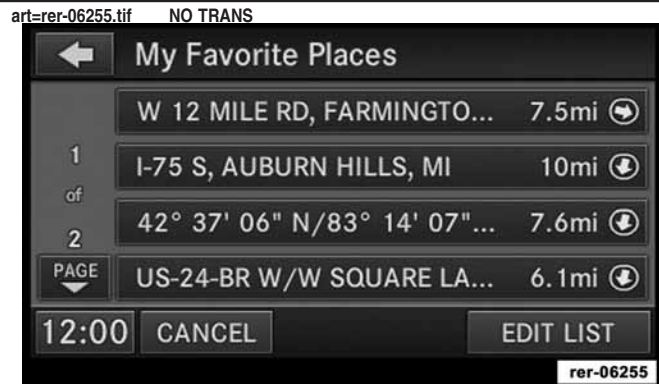 art=rer-06255.tif NO TRANS
My Favorite Places
W 12 MILE RD, FARMINGTO... 7.5mi
1
I-75 S, AUBURN HILLS, MI 10mi
of
42° 37' 06" N/83° 14' 07"... 7.6mi
2
PAGE
US-24-BR W/W SQUARE LA... 6.1mi
12:00 CANCEL EDIT LIST
rer-06255